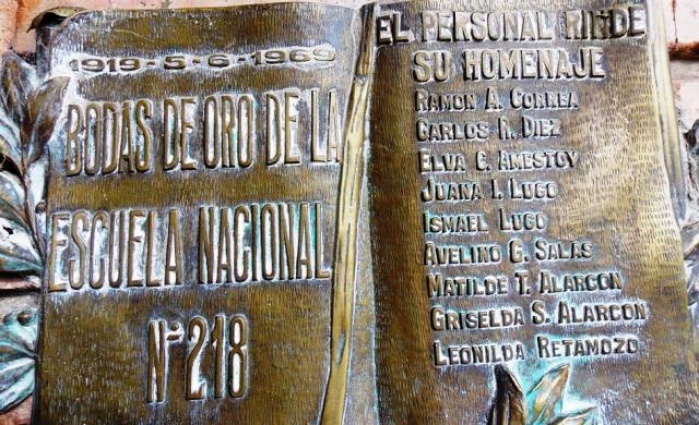 1919-5-6-1969
BODAS DE ORO DE LA
ESCUELA NACIONAL
Nº 218
EL PERSONAL RINDE
SU HOMENAJE
RAMON A. CORREA
CARLOS R. DIEZ
ELVA C. AMESTOY
JUANA I. LUGO
ISMAEL LUGO
AVELINO G. SALAS
MATILDE T. ALARCON
GRISELDA S. ALARCON
LEONILDA RETAMOZO